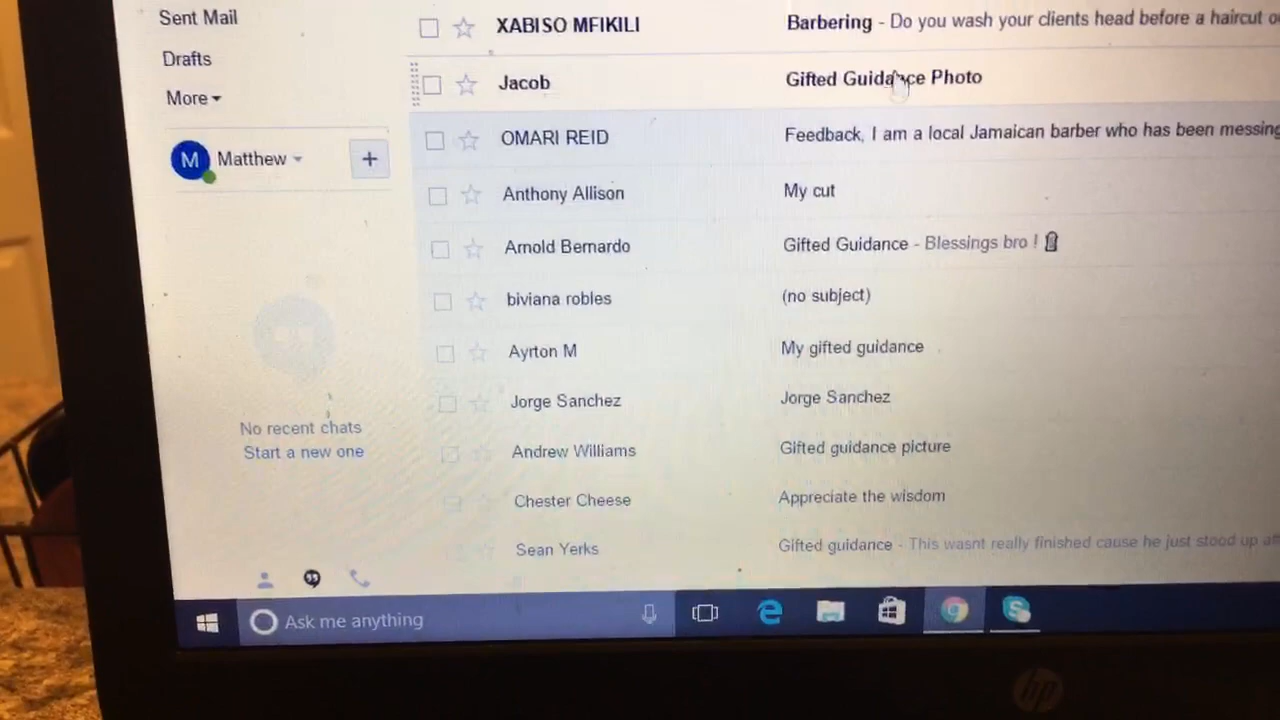 Sent Mail
XABISO MFIKILI Barbering - Do you wash your clients head before a haircut
Drafts
Jacob Gifted Guidance Photo
More
OMARI REID Feedback, I am a local Jamaican barber who has been messing
M Matthew +
Anthony Allison My cut
Arnold Bernardo Gifted Guidance - Blessings bro !
biviana robles (no subject)
Ayrton M My gifted guidance
Jorge Sanchez Jorge Sanchez
No recent chats
Start a new one
Andrew Williams Gifted guidance picture
Chester Cheese Appreciate the wisdom
Sean Yerks Gifted guidance - This wasnt really finished cause he just stood up
Ask me anything
hp